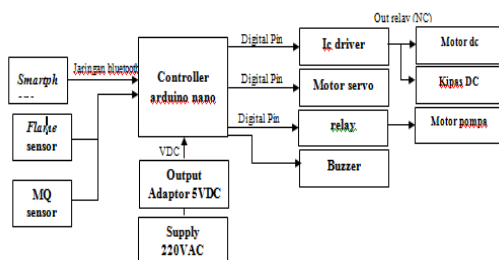 Out relay (NC)
Digital Pin
Ic driver
Motor dc
Jaringan bluetooth
Smartph
Controller
arduino nano
Digital Pin
Motor servo
Kipas DC
Flame
sensor
Digital Pin
relay
Motor pompa
VDC
Buzzer
MQ
sensor
Output
Adaptor 5VDC
Supply
220VAC